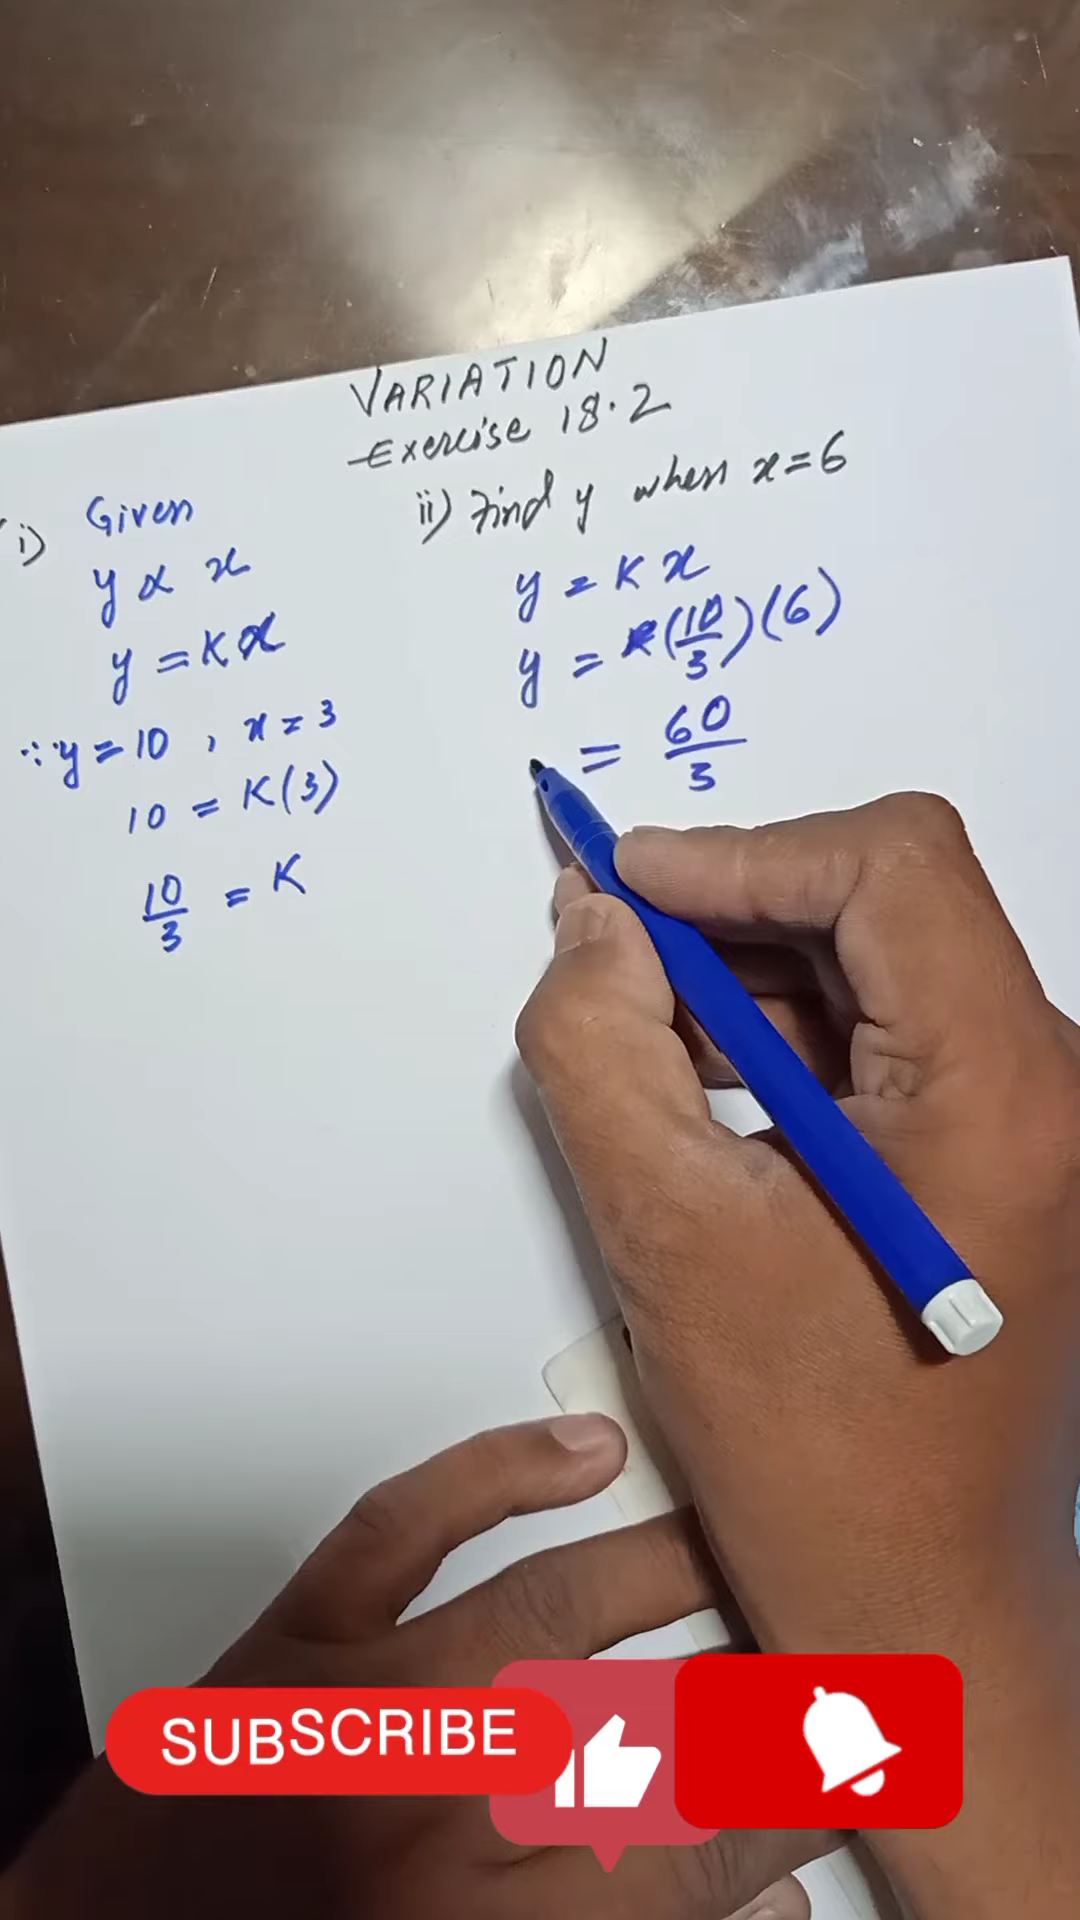 VARIATION
Exercise 18.2
i) Given
y ∝ x
y = Kx
∵ y = 10 , x = 3
10 = K(3)
10/3 = K
ii) Find y when x = 6
y = K x
y = (10/3)(6)
= 60/3
SUBSCRIBE